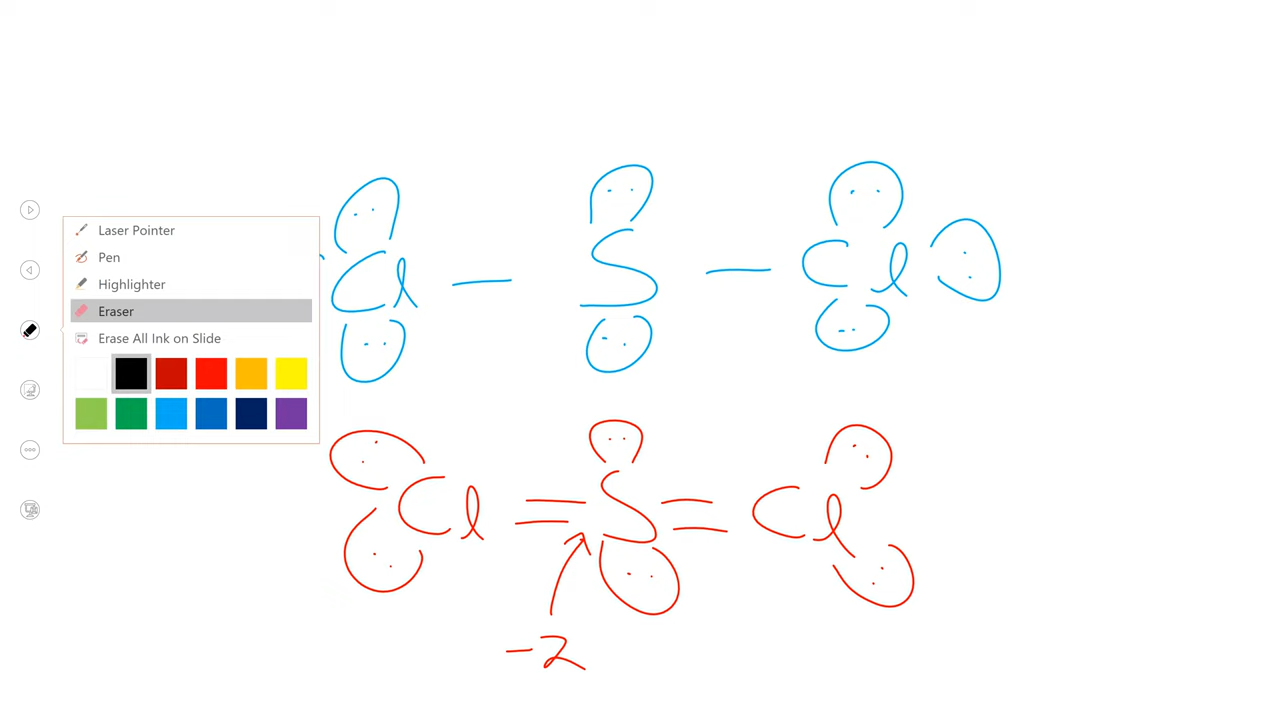 Laser Pointer
Pen
Highlighter
Eraser
Erase All Ink on Slide
Cl — S — Cl
Cl = S = Cl
-2